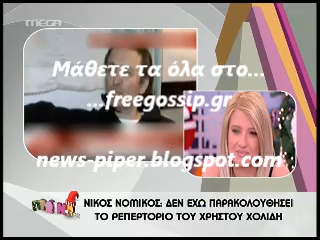 MEGA
Μάθετε τα όλα στο...
...freegossip.gr
news-piper.blogspot.com
ΝΙΚΟΣ ΝΟΜΙΚΟΣ: ΔΕΝ ΕΧΩ ΠΑΡΑΚΟΛΟΥΘΗΣΕΙ
ΤΟ ΡΕΠΕΡΤΟΡΙΟ ΤΟΥ ΧΡΗΣΤΟΥ ΧΟΛΙΔΗ